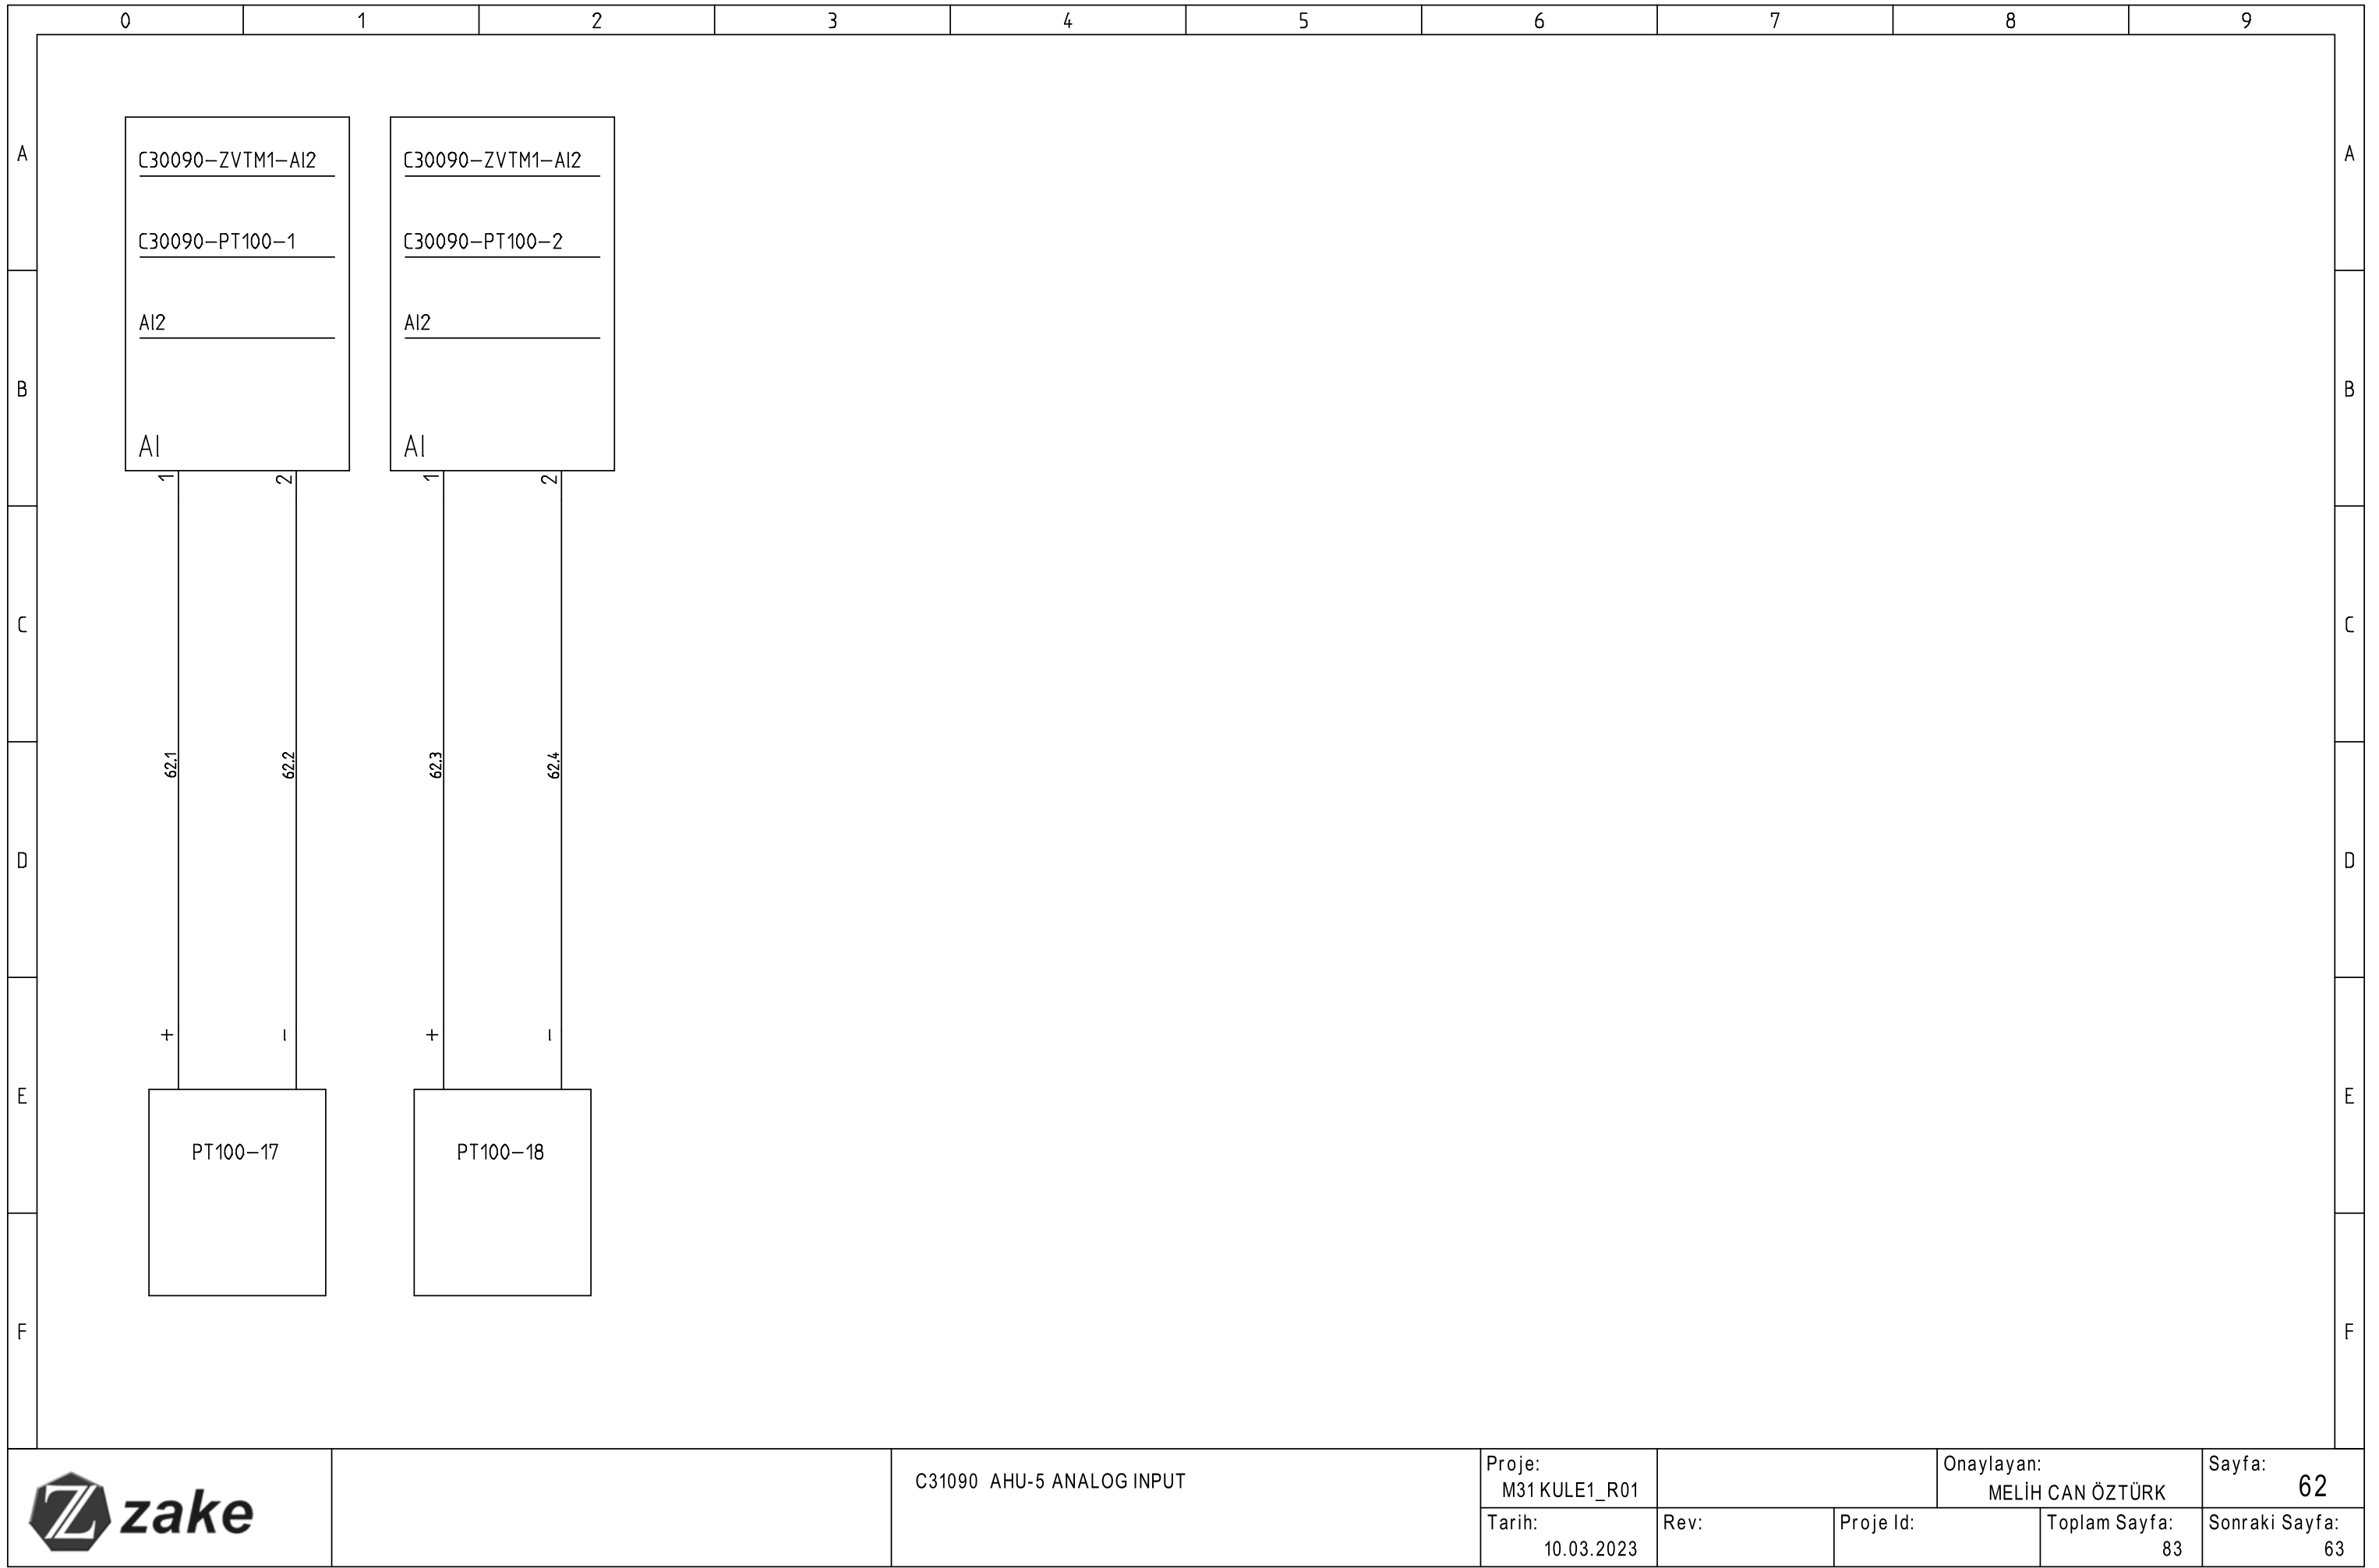 0 1 2 3 4 5 6 7 8 9
A A
C30090-ZVTM1-AI2 C30090-ZVTM1-AI2
C30090-PT100-1 C30090-PT100-2
AI2 AI2
B B
AI AI
1 2 1 2
C C
62.1 62.2 62.3 62.4
D D
+ - + -
E E
PT100-17 PT100-18
F F
zake
C31090 AHU-5 ANALOG INPUT
Proje:
M31 KULE1_R01
Onaylayan:
MELİH CAN ÖZTÜRK
Sayfa:
62
Tarih:
10.03.2023
Rev:
Proje Id:
Toplam Sayfa:
83
Sonraki Sayfa:
63